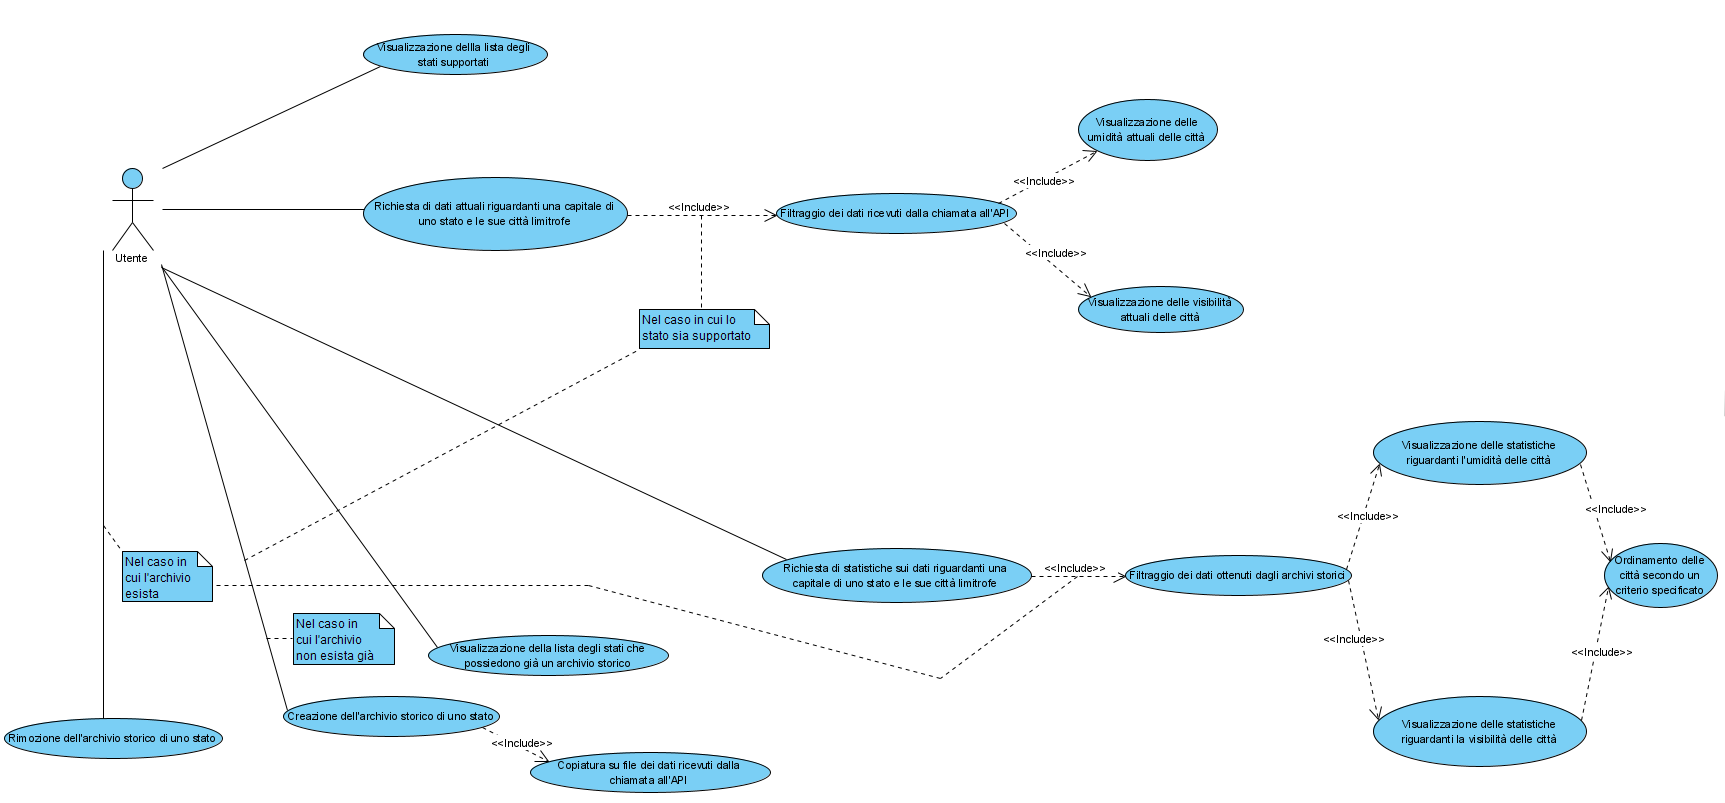 Visualizzazione dellla lista degli
stati supportati
Visualizzazione delle
umidità attuali delle città
<<Include>>
Richiesta di dati attuali riguardanti una capitale di
uno stato e le sue città limitrofe
<<Include>>
Filtraggio dei dati ricevuti dalla chiamata all'API
Utente
<<Include>>
Visualizzazione delle visibilità
attuali delle città
Nel caso in cui lo
stato sia supportato
Visualizzazione delle statistiche
riguardanti l'umidità delle città
<<Include>>
<<Include>>
Nel caso in
cui l'archivio
esista
Richiesta di statistiche sui dati riguardanti una
capitale di uno stato e le sue città limitrofe
<<Include>>
Filtraggio dei dati ottenuti dagli archivi storici
Ordinamento delle
città secondo un
criterio specificato
Nel caso in
cui l'archivio
non esista già
Visualizzazione della lista degli stati che
possiedono già un archivio storico
<<Include>>
<<Include>>
Rimozione dell'archivio storico di uno stato
Creazione dell'archivio storico di uno stato
<<Include>>
Copiatura su file dei dati ricevuti dalla
chiamata all'API
Visualizzazione delle statistiche
riguardanti la visibilità delle città